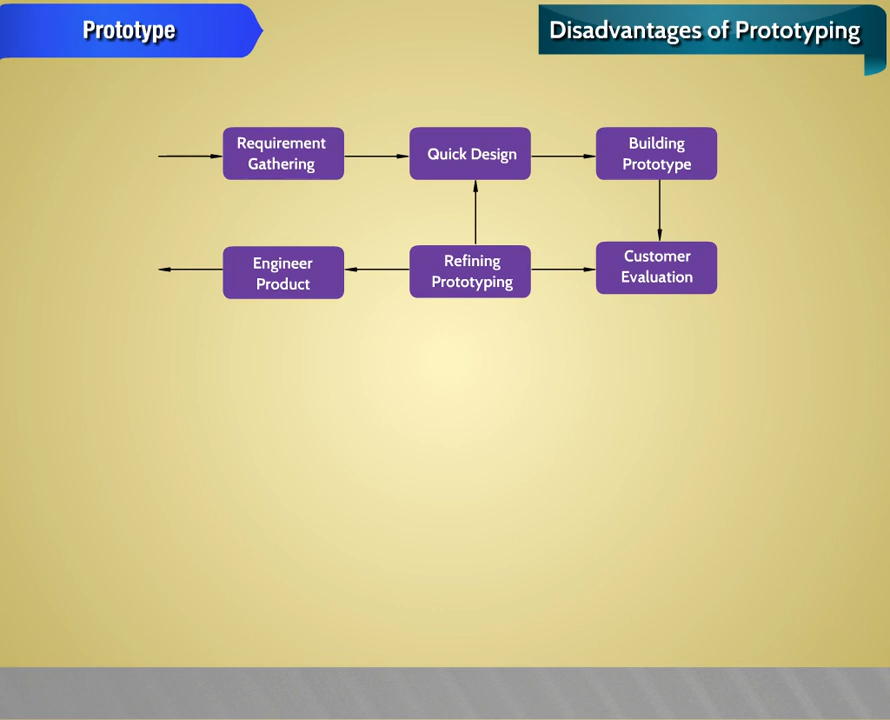 Prototype
Disadvantages of Prototyping
Requirement
Gathering
Quick Design
Building
Prototype
Engineer
Product
Refining
Prototyping
Customer
Evaluation